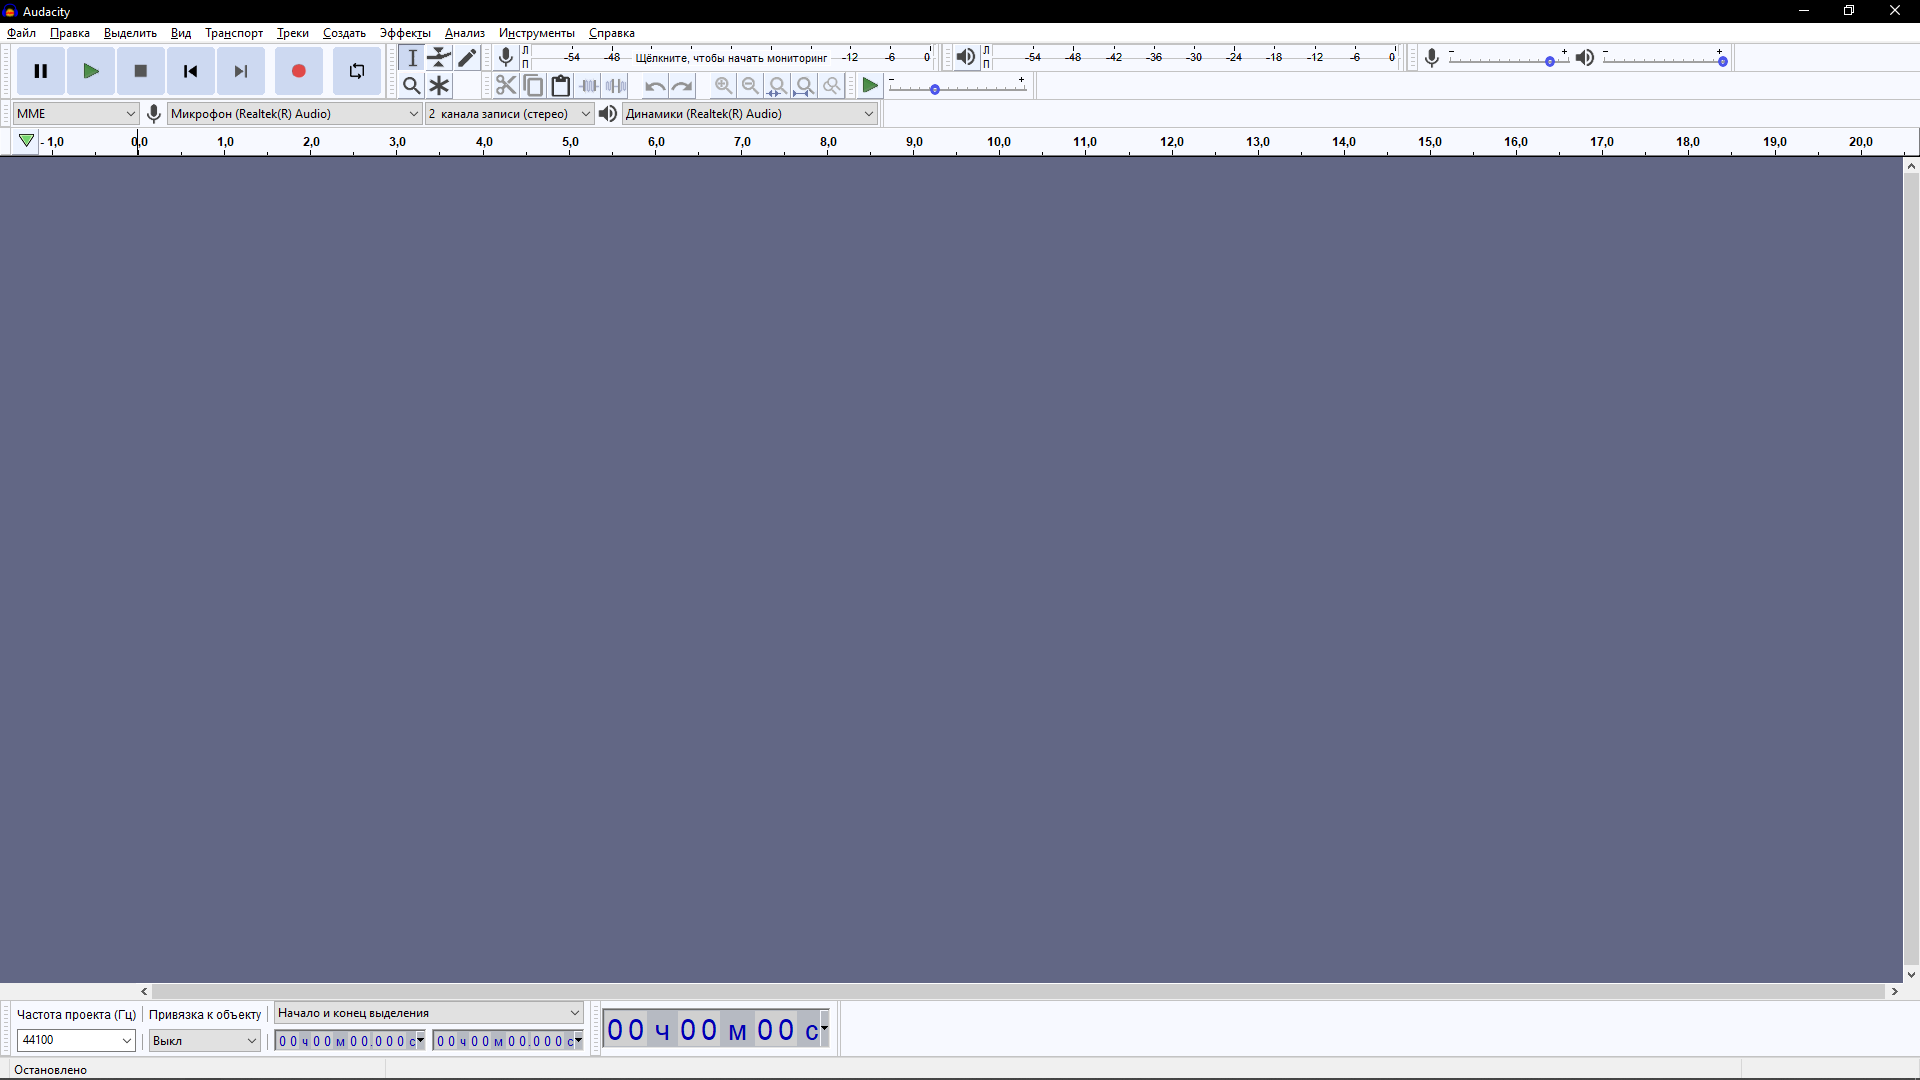 Audacity
Файл Правка Выделить Вид Транспорт Треки Создать Эффекты Анализ Инструменты Справка
Л П -54 -48 Щёлкните, чтобы начать мониторинг -12 -6 0
Л П -54 -48 -42 -36 -30 -24 -18 -12 -6 0
- +
- +
- +
MME Микрофон (Realtek(R) Audio) 2 канала записи (стерео) Динамики (Realtek(R) Audio)
- 1,0 0,0 1,0 2,0 3,0 4,0 5,0 6,0 7,0 8,0 9,0 10,0 11,0 12,0 13,0 14,0 15,0 16,0 17,0 18,0 19,0 20,0
Частота проекта (Гц) Привязка к объекту Начало и конец выделения
44100 Выкл 00 ч 00 м 00.000 с 00 ч 00 м 00.000 с
00 ч 00 м 00 с
Остановлено